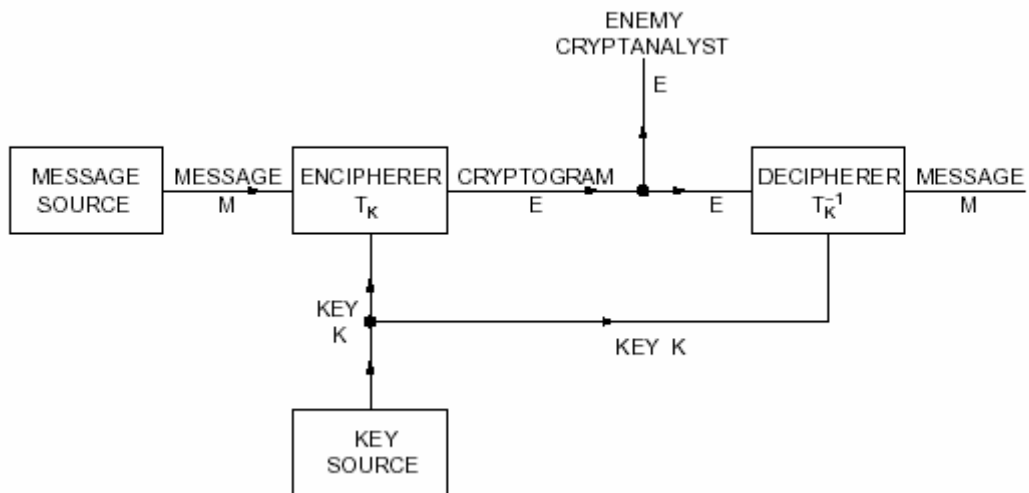 ENEMY
CRYPTANALYST
E
MESSAGE
SOURCE
MESSAGE
M
ENCIPHERER
T_K
CRYPTOGRAM
E
E
DECIPHERER
T_K^-1
MESSAGE
M
KEY
K
KEY K
KEY
SOURCE